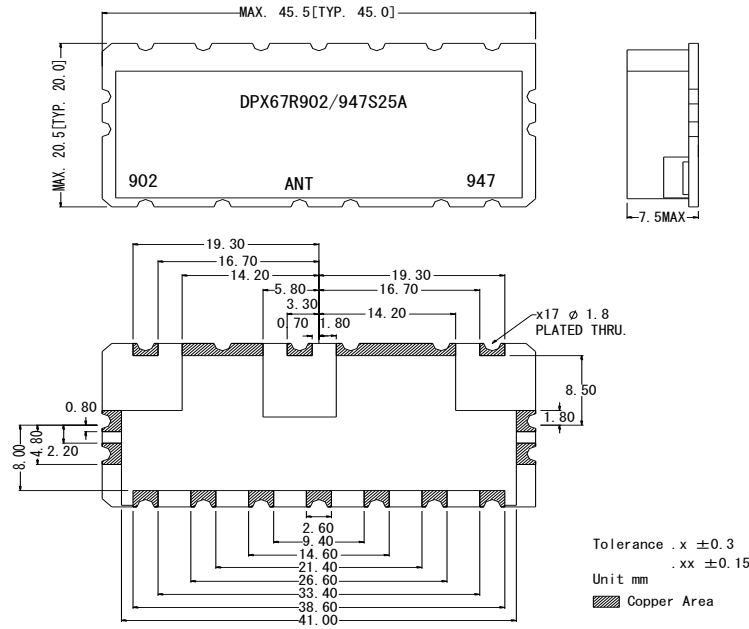 MAX. 45.5[TYP. 45.0]
MAX. 20.5[TYP. 20.0]
DPX67R902/947S25A
902
ANT
947
7.5MAX
19.30
16.70
14.20
5.80
3.30
0.70
1.80
19.30
16.70
14.20
x17 φ 1.8
PLATED THRU.
8.50
1.80
0.80
2.20
4.80
8.00
2.60
9.40
14.60
21.40
26.60
33.40
38.60
41.00
Tolerance .x ±0.3
.xx ±0.15
Unit mm
Copper Area